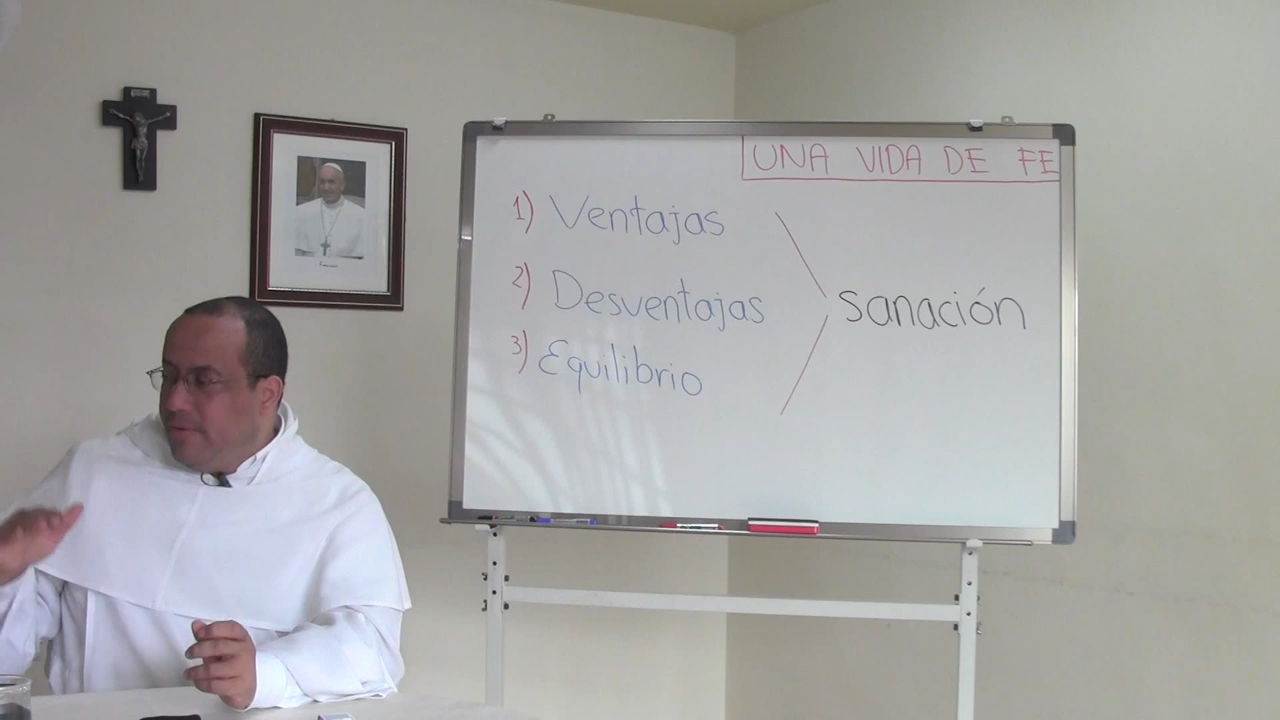 UNA VIDA DE FE
1) Ventajas
2) Desventajas
3) Equilibrio
sanación